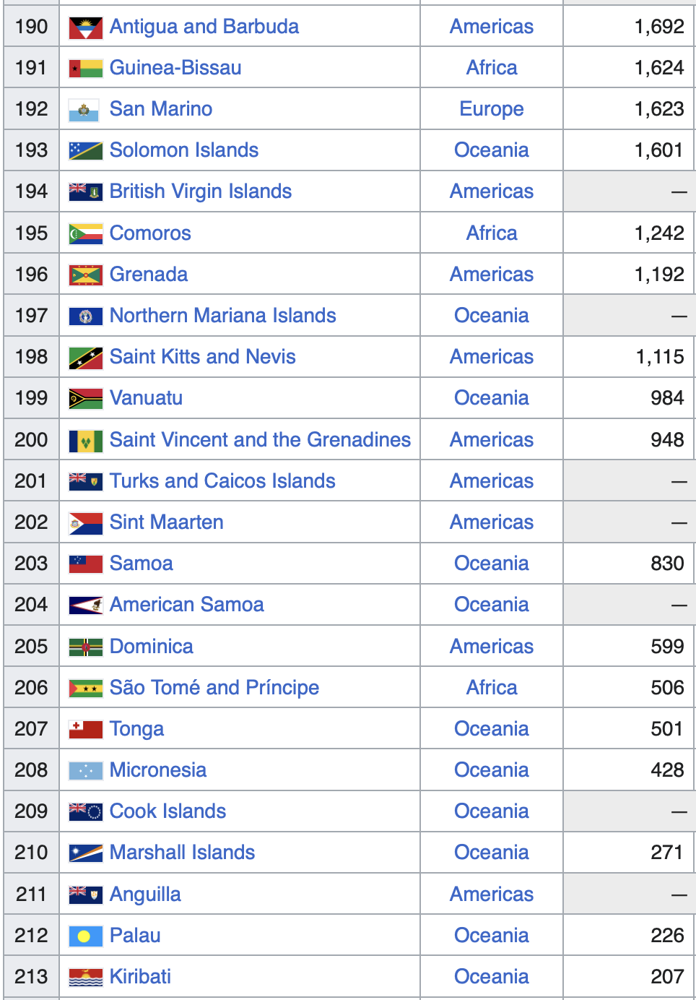 190 Antigua and Barbuda Americas 1,692
191 Guinea-Bissau Africa 1,624
192 San Marino Europe 1,623
193 Solomon Islands Oceania 1,601
194 British Virgin Islands Americas —
195 Comoros Africa 1,242
196 Grenada Americas 1,192
197 Northern Mariana Islands Oceania —
198 Saint Kitts and Nevis Americas 1,115
199 Vanuatu Oceania 984
200 Saint Vincent and the Grenadines Americas 948
201 Turks and Caicos Islands Americas —
202 Sint Maarten Americas —
203 Samoa Oceania 830
204 American Samoa Oceania —
205 Dominica Americas 599
206 São Tomé and Príncipe Africa 506
207 Tonga Oceania 501
208 Micronesia Oceania 428
209 Cook Islands Oceania —
210 Marshall Islands Oceania 271
211 Anguilla Americas —
212 Palau Oceania 226
213 Kiribati Oceania 207